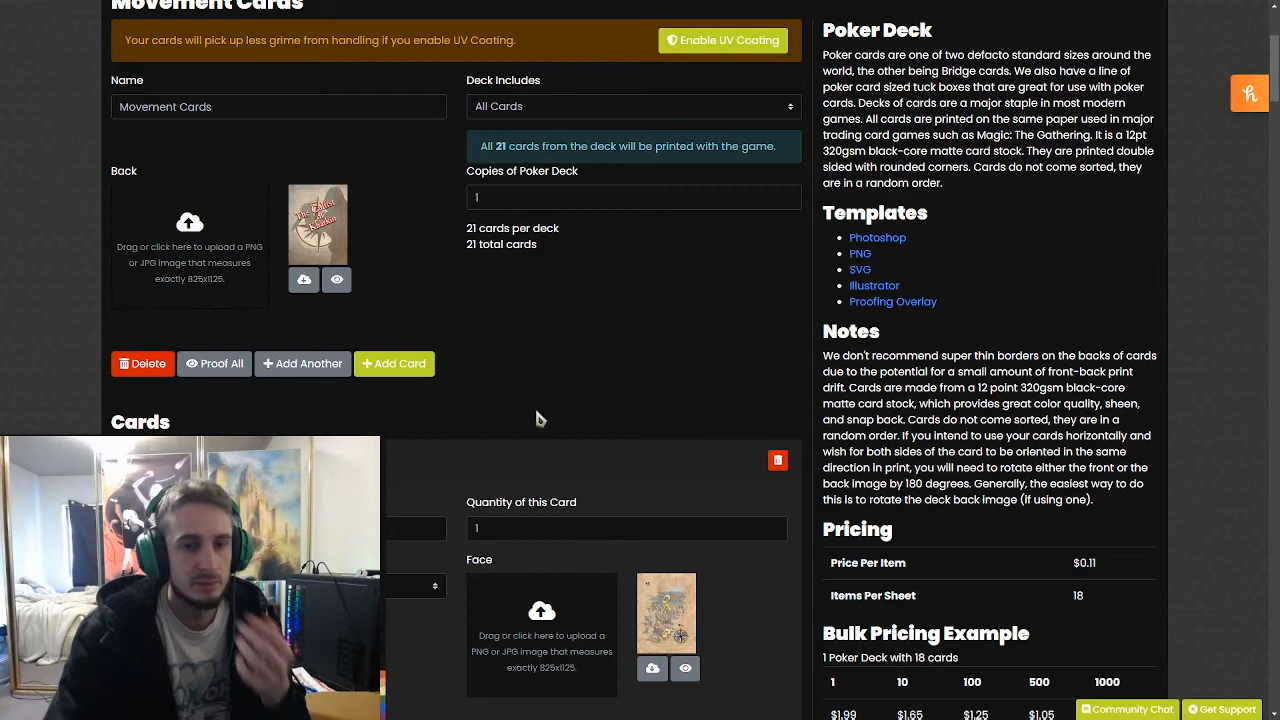 Movement Cards
Your cards will pick up less grime from handling if you enable UV Coating.
Enable UV Coating
Name
Movement Cards
Deck Includes
All Cards
All 21 cards from the deck will be printed with the game.
Back
Drag or click here to upload a PNG
or JPG image that measures
exactly 825x1125.
The Cultist
of
Kharkin
Copies of Poker Deck
1
21 cards per deck
21 total cards
Delete
Proof All
Add Another
Add Card
Cards
Quantity of this Card
1
Face
Drag or click here to upload a
PNG or JPG image that measures
exactly 825x1125.
Poker Deck
Poker cards are one of two defacto standard sizes around the
world, the other being Bridge cards. We also have a line of
poker card sized tuck boxes that are great for use with poker
cards. Decks of cards are a major staple in most modern
games. All cards are printed on the same paper used in major
trading card games such as Magic: The Gathering. It is a 12pt
320gsm black-core matte card stock. They are printed double
sided with rounded corners. Cards do not come sorted, they
are in a random order.
Templates
Photoshop
PNG
SVG
Illustrator
Proofing Overlay
Notes
We don't recommend super thin borders on the backs of cards
due to the potential for a small amount of front-back print
drift. Cards are made from a 12 point 320gsm black-core
matte card stock, which provides great color quality, sheen,
and snap back. Cards do not come sorted, they are in a
random order. If you intend to use your cards horizontally and
wish for both sides of the card to be oriented in the same
direction in print, you will need to rotate either the front or the
back image by 180 degrees. Generally, the easiest way to do
this is to rotate the deck back image (If using one).
Pricing
Price Per Item $0.11
Items Per Sheet 18
Bulk Pricing Example
1 Poker Deck with 18 cards
1 10 100 500 1000
$1.99 $1.65 $1.25 $1.05
Community Chat
Get Support